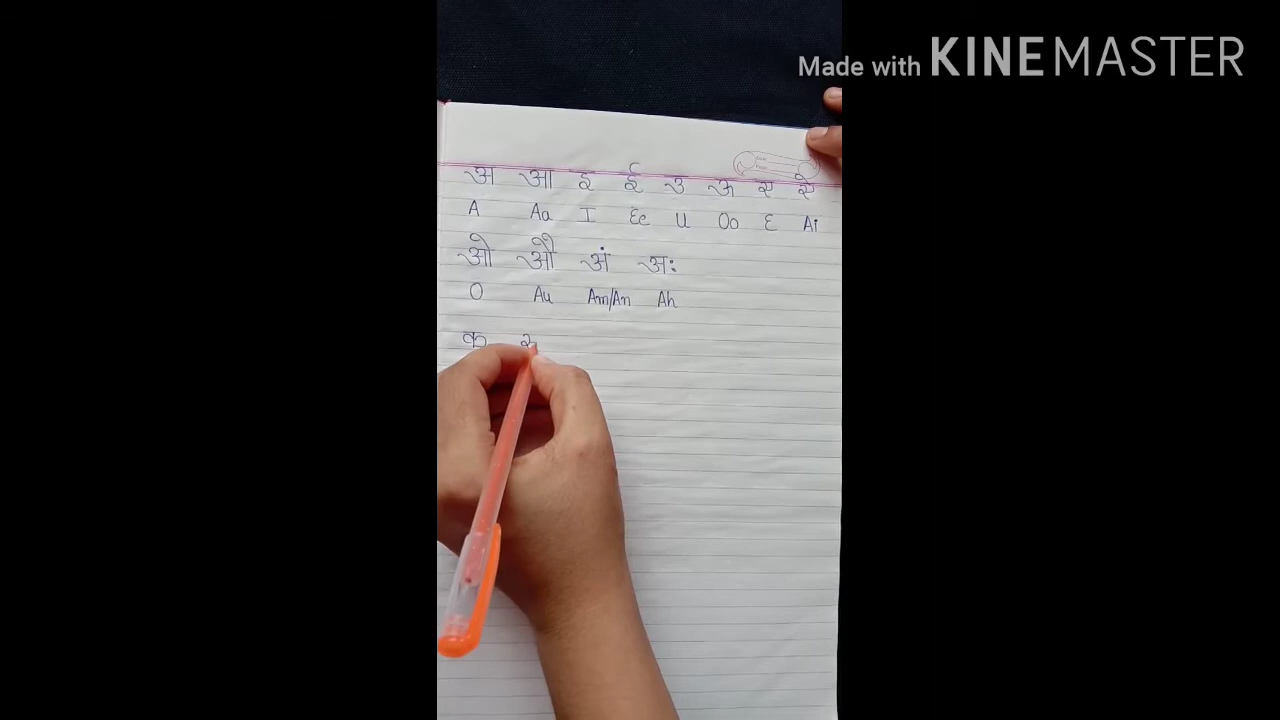 Made with KINEMASTER
अ आ इ ई उ ऊ ए ऐ
A Aa I Ee U Oo E Ai
ओ औ अं अः
O Au Am/An Ah
क